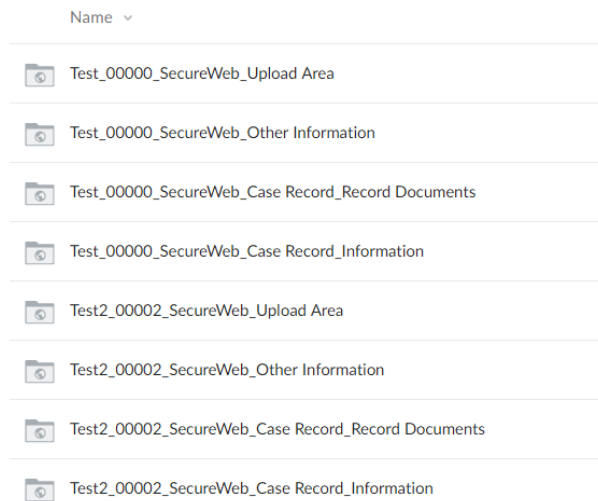 Name
Test_00000_SecureWeb_Upload Area
Test_00000_SecureWeb_Other Information
Test_00000_SecureWeb_Case Record_Record Documents
Test_00000_SecureWeb_Case Record_Information
Test2_00002_SecureWeb_Upload Area
Test2_00002_SecureWeb_Other Information
Test2_00002_SecureWeb_Case Record_Record Documents
Test2_00002_SecureWeb_Case Record_Information